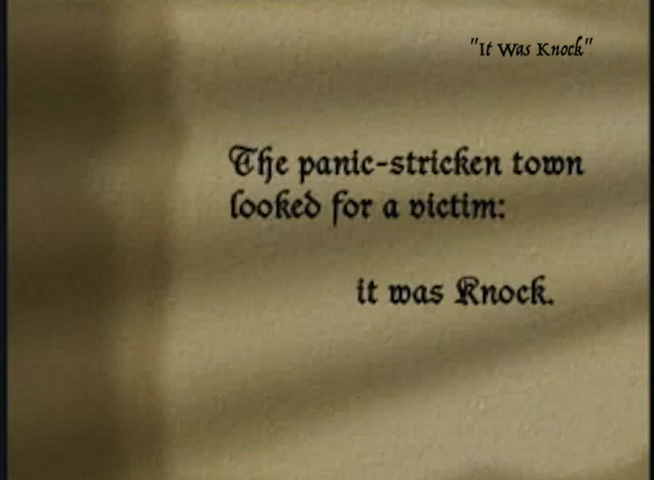 "It Was Knock"
The panic-stricken town
looked for a victim:
it was Knock.